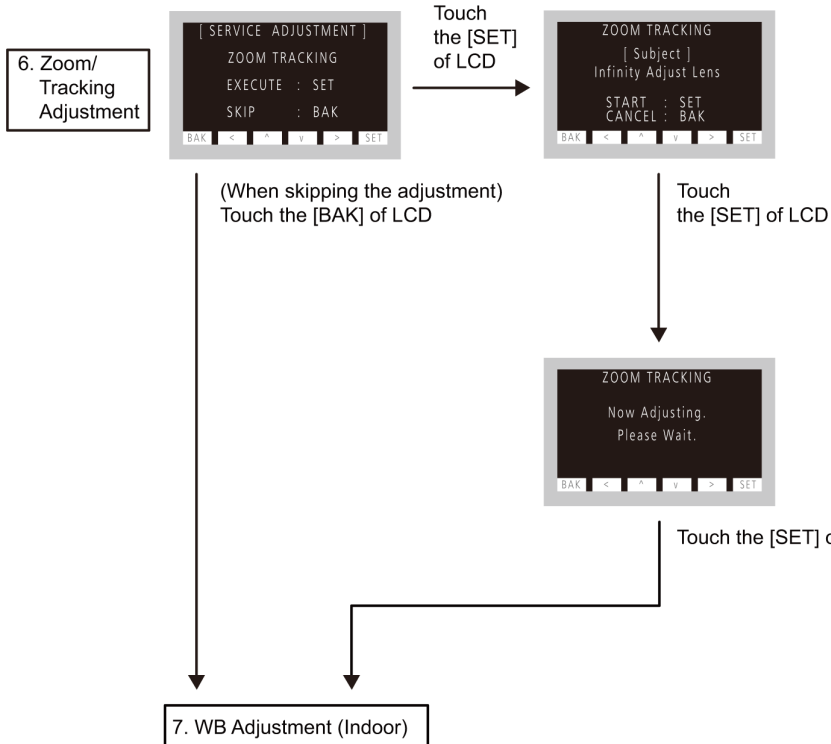 6. Zoom/
Tracking
Adjustment
[ SERVICE ADJUSTMENT ]
ZOOM TRACKING
EXECUTE : SET
SKIP : BAK
BAK < ^ v > SET
Touch
the [SET]
of LCD
ZOOM TRACKING
[ Subject ]
Infinity Adjust Lens
START : SET
CANCEL : BAK
BAK < ^ v > SET
(When skipping the adjustment)
Touch the [BAK] of LCD
Touch
the [SET] of LCD
ZOOM TRACKING
Now Adjusting.
Please Wait.
BAK < ^ v > SET
Touch the [SET]
7. WB Adjustment (Indoor)